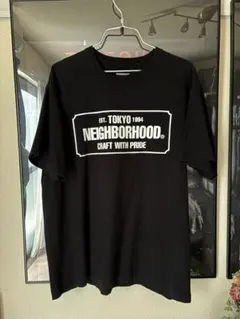 EST. TOKYO 1994
NEIGHBORHOOD®
CRAFT WITH PRIDE